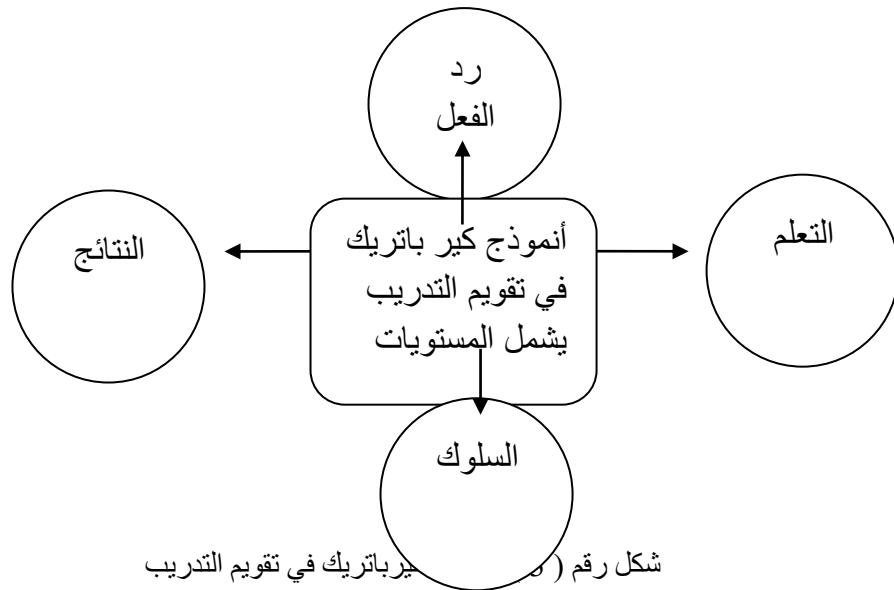 رد
الفعل
أنموذج كير باتريك
في تقويم التدريب
يشمل المستويات
التعلم
النتائج
السلوك
شكل رقم ( يرباتريك في تقويم التدريب